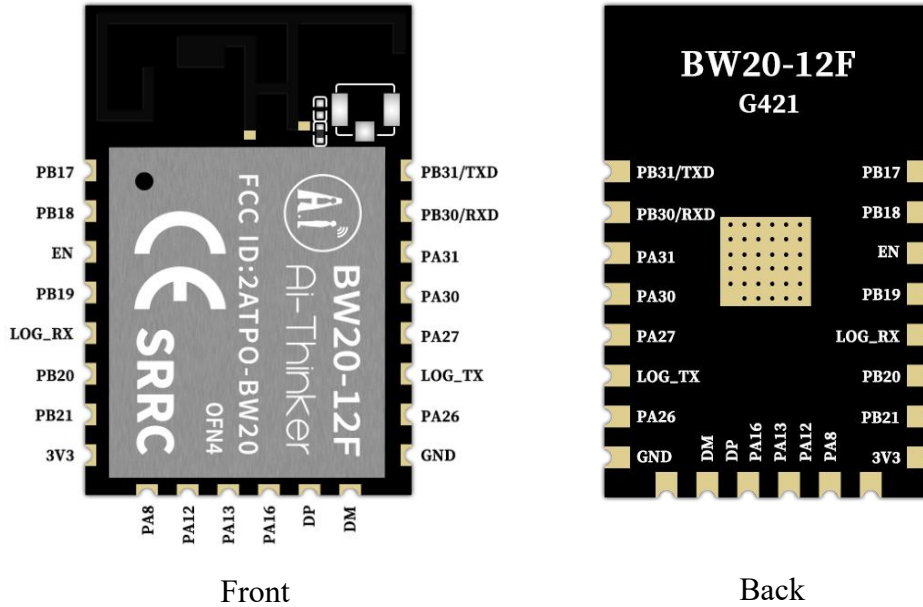 PB17
PB18
EN
PB19
LOG_RX
PB20
PB21
3V3
A.I
BW20-12F
Ai-Thinker
FCC ID:2ATPO-BW20
OFN4
CE SRRC
PB31/TXD
PB30/RXD
PA31
PA30
PA27
LOG_TX
PA26
GND
PA8
PA12
PA13
PA16
DP
DM
Front
BW20-12F
G421
PB31/TXD
PB30/RXD
PA31
PA30
PA27
LOG_TX
PA26
GND
PB17
PB18
EN
PB19
LOG_RX
PB20
PB21
3V3
DM
DP
PA16
PA13
PA12
PA8
Back